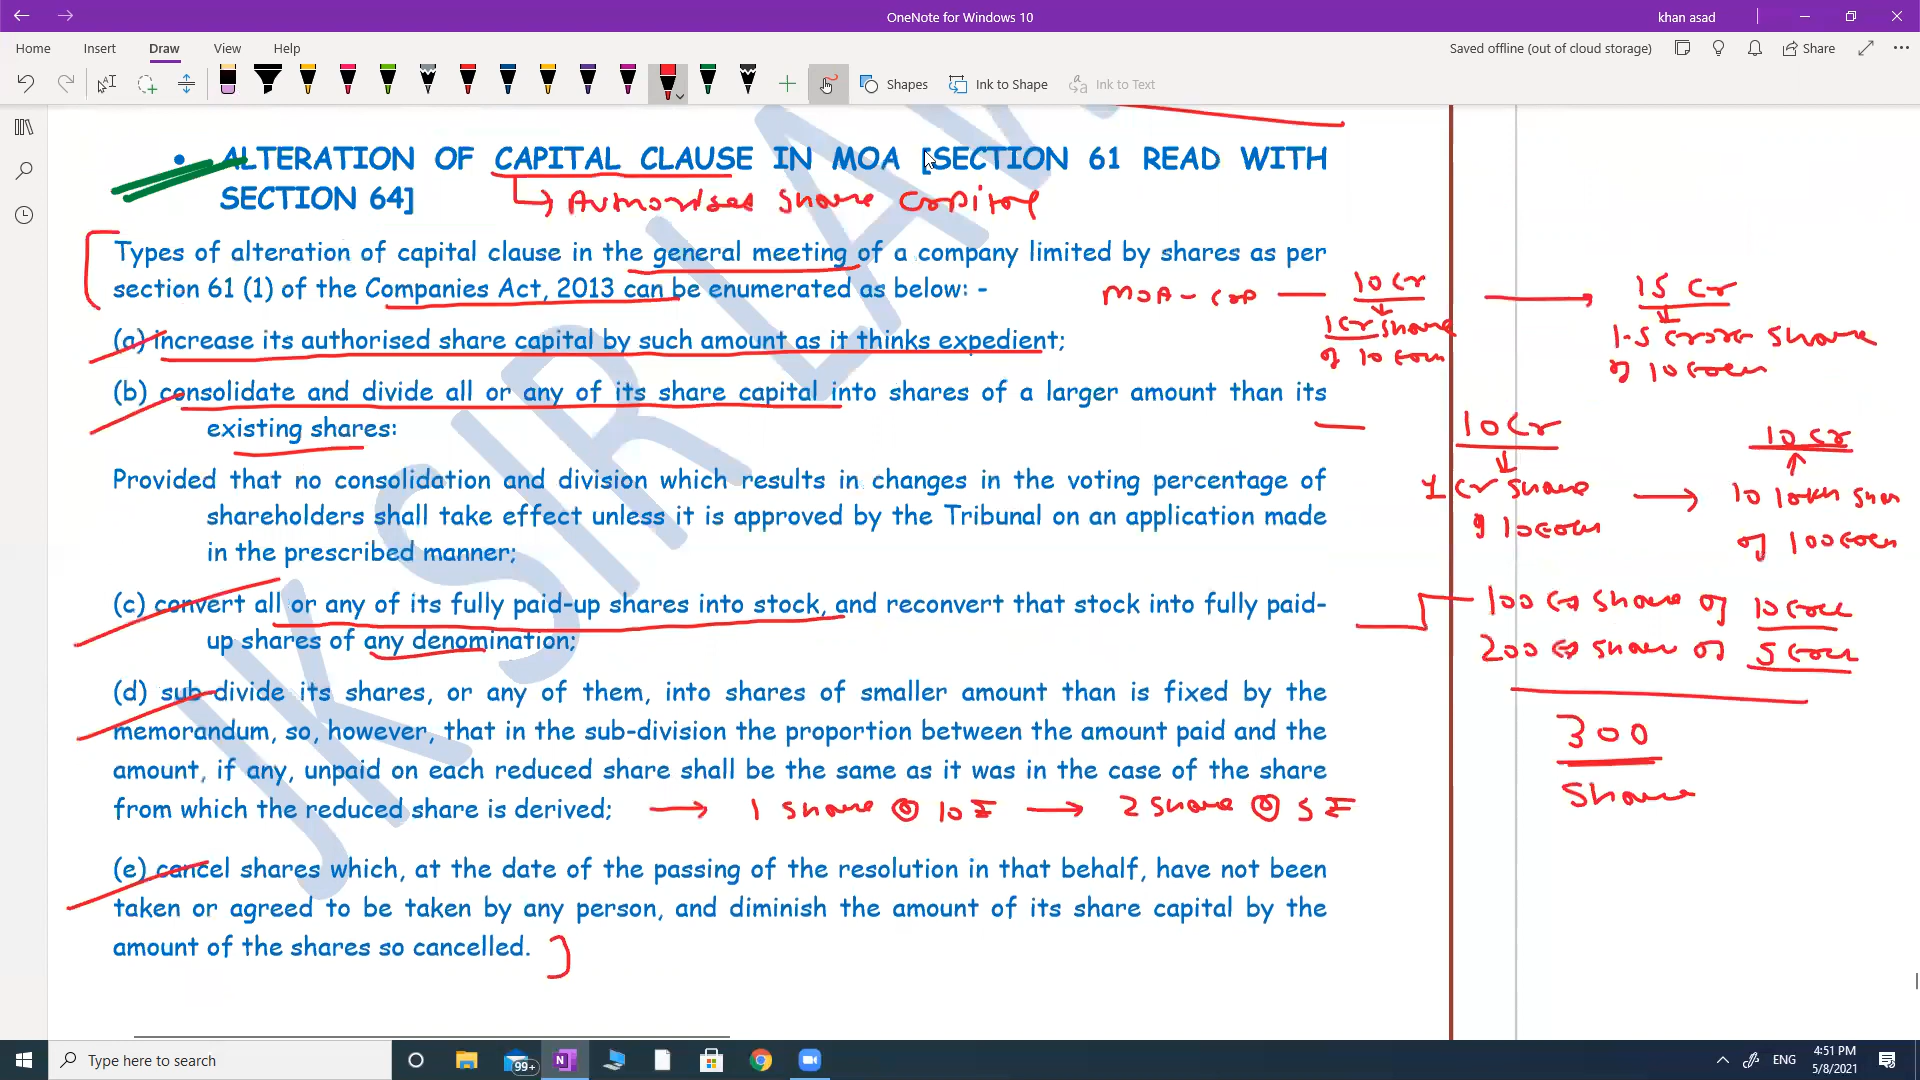 OneNote for Windows 10
khan asad
Home Insert Draw View Help
Saved offline (out of cloud storage)
Share
Shapes
Ink to Shape
Ink to Text
• ALTERATION OF CAPITAL CLAUSE IN MOA [SECTION 61 READ WITH
SECTION 64]
Authorised Share Capital
Types of alteration of capital clause in the general meeting of a company limited by shares as per
section 61 (1) of the Companies Act, 2013 can be enumerated as below: -
MOA - Cap
10 Cr
15 Cr
1 Cr share
of 10
1.5 crore share
of 10
(a) increase its authorised share capital by such amount as it thinks expedient;
(b) consolidate and divide all or any of its share capital into shares of a larger amount than its
existing shares:
10 Cr
10 Cr
1 Cr share
10
10
of 100
Provided that no consolidation and division which results in changes in the voting percentage of
shareholders shall take effect unless it is approved by the Tribunal on an application made
in the prescribed manner;
(c) convert all or any of its fully paid-up shares into stock, and reconvert that stock into fully paid-
up shares of any denomination;
100 share of 10
200 share of 5
300
Share
(d) sub-divide its shares, or any of them, into shares of smaller amount than is fixed by the
memorandum, so, however, that in the sub-division the proportion between the amount paid and the
amount, if any, unpaid on each reduced share shall be the same as it was in the case of the share
from which the reduced share is derived;
1 share @ 10 ₹
2 share @ 5 ₹
(e) cancel shares which, at the date of the passing of the resolution in that behalf, have not been
taken or agreed to be taken by any person, and diminish the amount of its share capital by the
amount of the shares so cancelled.
JK SIR LAW
Type here to search
99+
ENG
4:51 PM
5/8/2021